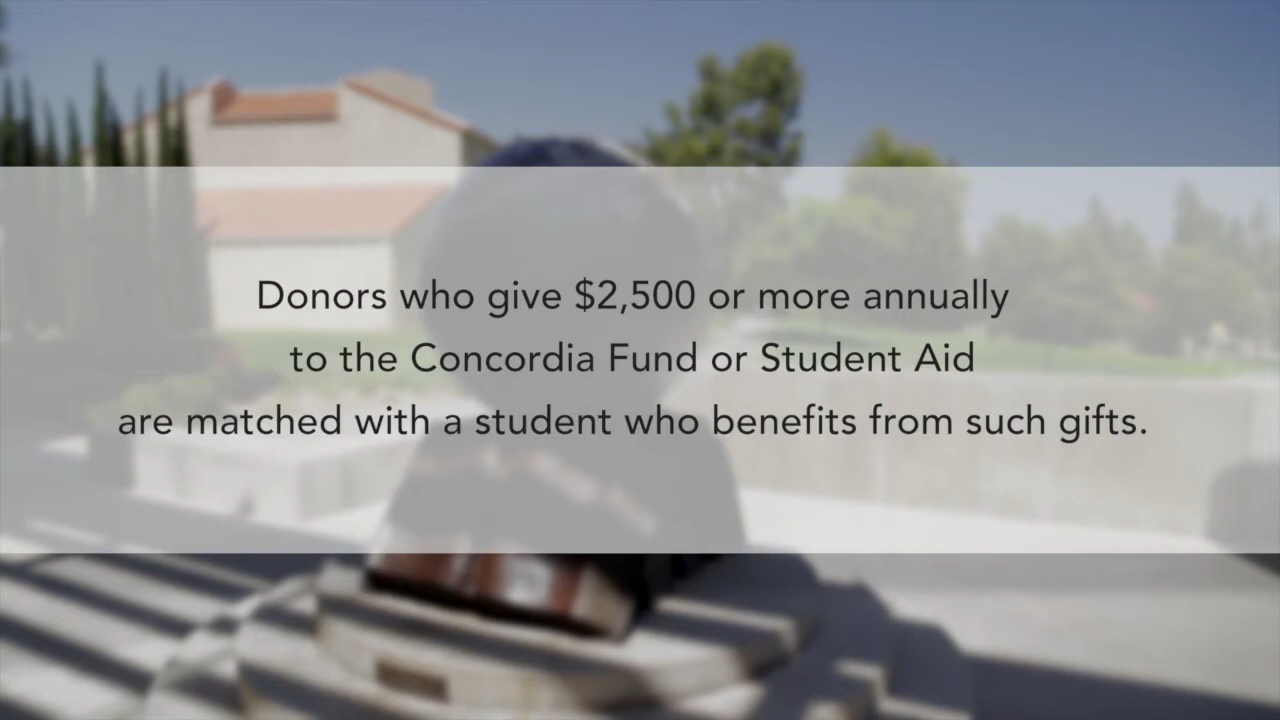 Donors who give $2,500 or more annually
to the Concordia Fund or Student Aid
are matched with a student who benefits from such gifts.